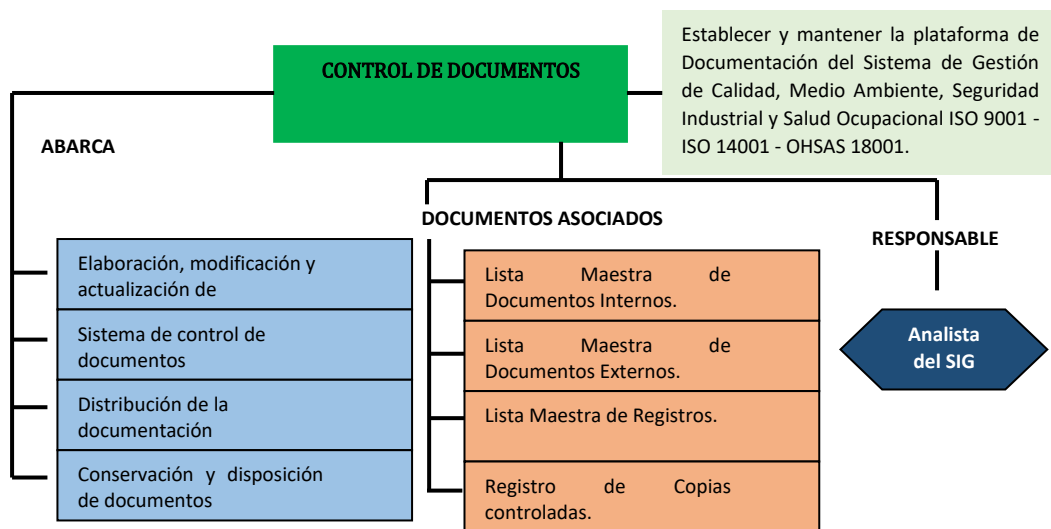 CONTROL DE DOCUMENTOS
Establecer y mantener la plataforma de
Documentación del Sistema de Gestión
de Calidad, Medio Ambiente, Seguridad
Industrial y Salud Ocupacional ISO 9001 -
ISO 14001 - OHSAS 18001.
ABARCA
Elaboración, modificación y
actualización de
Sistema de control de
documentos
Distribución de la
documentación
Conservación y disposición
de documentos
DOCUMENTOS ASOCIADOS
Lista Maestra de
Documentos Internos.
Lista Maestra de
Documentos Externos.
Lista Maestra de Registros.
Registro de Copias
controladas.
RESPONSABLE
Analista
del SIG